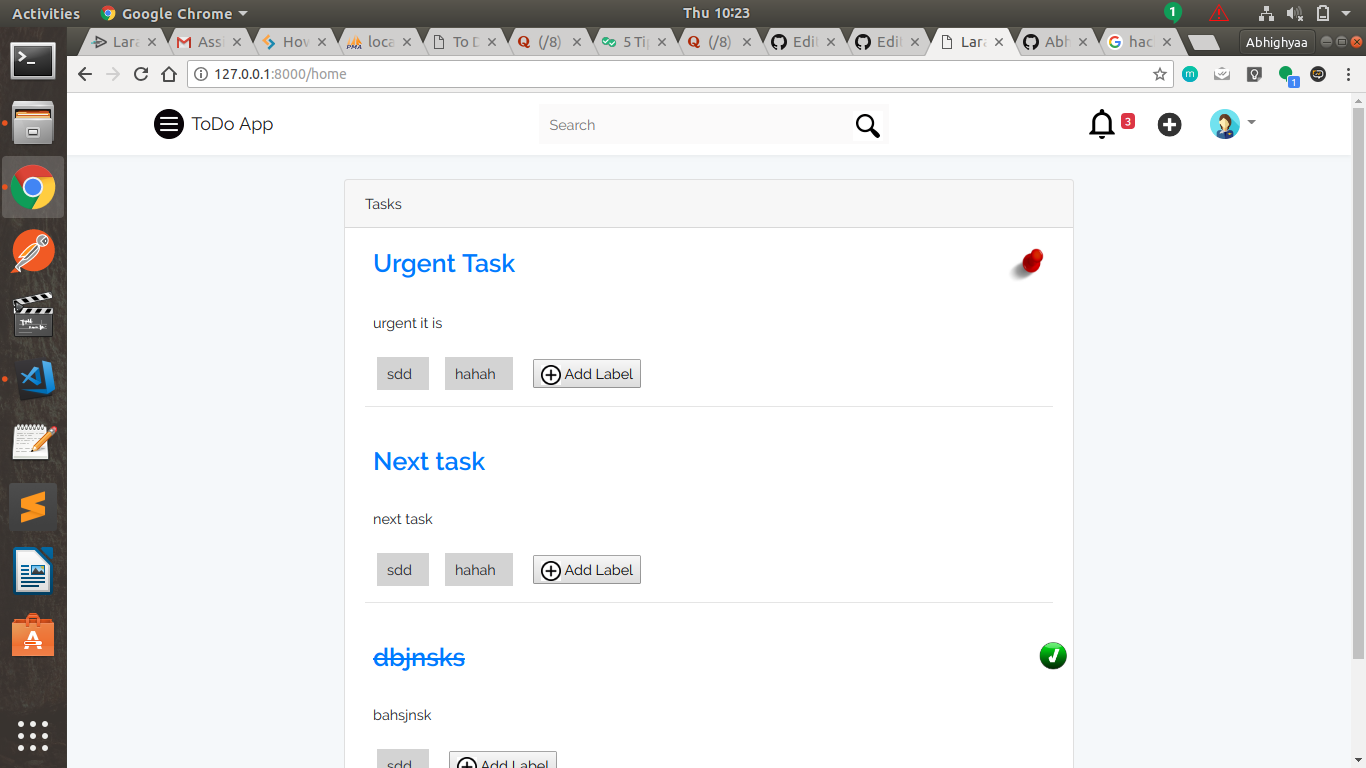 Activities Google Chrome Thu 10:23 1
Lara Assi How loca To D (/8) 5 Tip (/8) Edit Edit Lara Abh hac Abhighyaa
127.0.0.1:8000/home 1
ToDo App Search 3
Tasks
Urgent Task
urgent it is
sdd hahah Add Label
Next task
next task
sdd hahah Add Label
dbjnsks
bahsjnsk
sdd Add Label